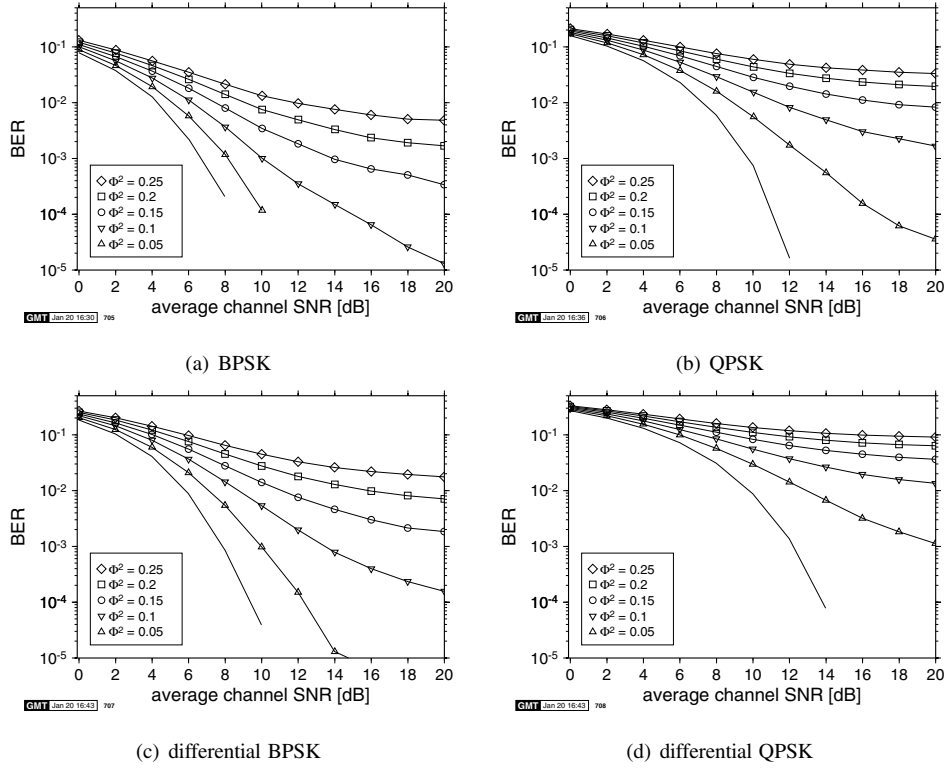 10-1
10-2
10-3
10-4
10-5
BER
Φ2 = 0.25
Φ2 = 0.2
Φ2 = 0.15
Φ2 = 0.1
Φ2 = 0.05
0 2 4 6 8 10 12 14 16 18 20
average channel SNR [dB]
GMT Jan 20 16:30 705
(a) BPSK
10-1
10-2
10-3
10-4
10-5
BER
Φ2 = 0.25
Φ2 = 0.2
Φ2 = 0.15
Φ2 = 0.1
Φ2 = 0.05
0 2 4 6 8 10 12 14 16 18 20
average channel SNR [dB]
GMT Jan 20 16:36 706
(b) QPSK
10-1
10-2
10-3
10-4
10-5
BER
Φ2 = 0.25
Φ2 = 0.2
Φ2 = 0.15
Φ2 = 0.1
Φ2 = 0.05
0 2 4 6 8 10 12 14 16 18 20
average channel SNR [dB]
GMT Jan 20 16:43 707
(c) differential BPSK
10-1
10-2
10-3
10-4
10-5
BER
Φ2 = 0.25
Φ2 = 0.2
Φ2 = 0.15
Φ2 = 0.1
Φ2 = 0.05
0 2 4 6 8 10 12 14 16 18 20
average channel SNR [dB]
GMT Jan 20 16:43 708
(d) differential QPSK